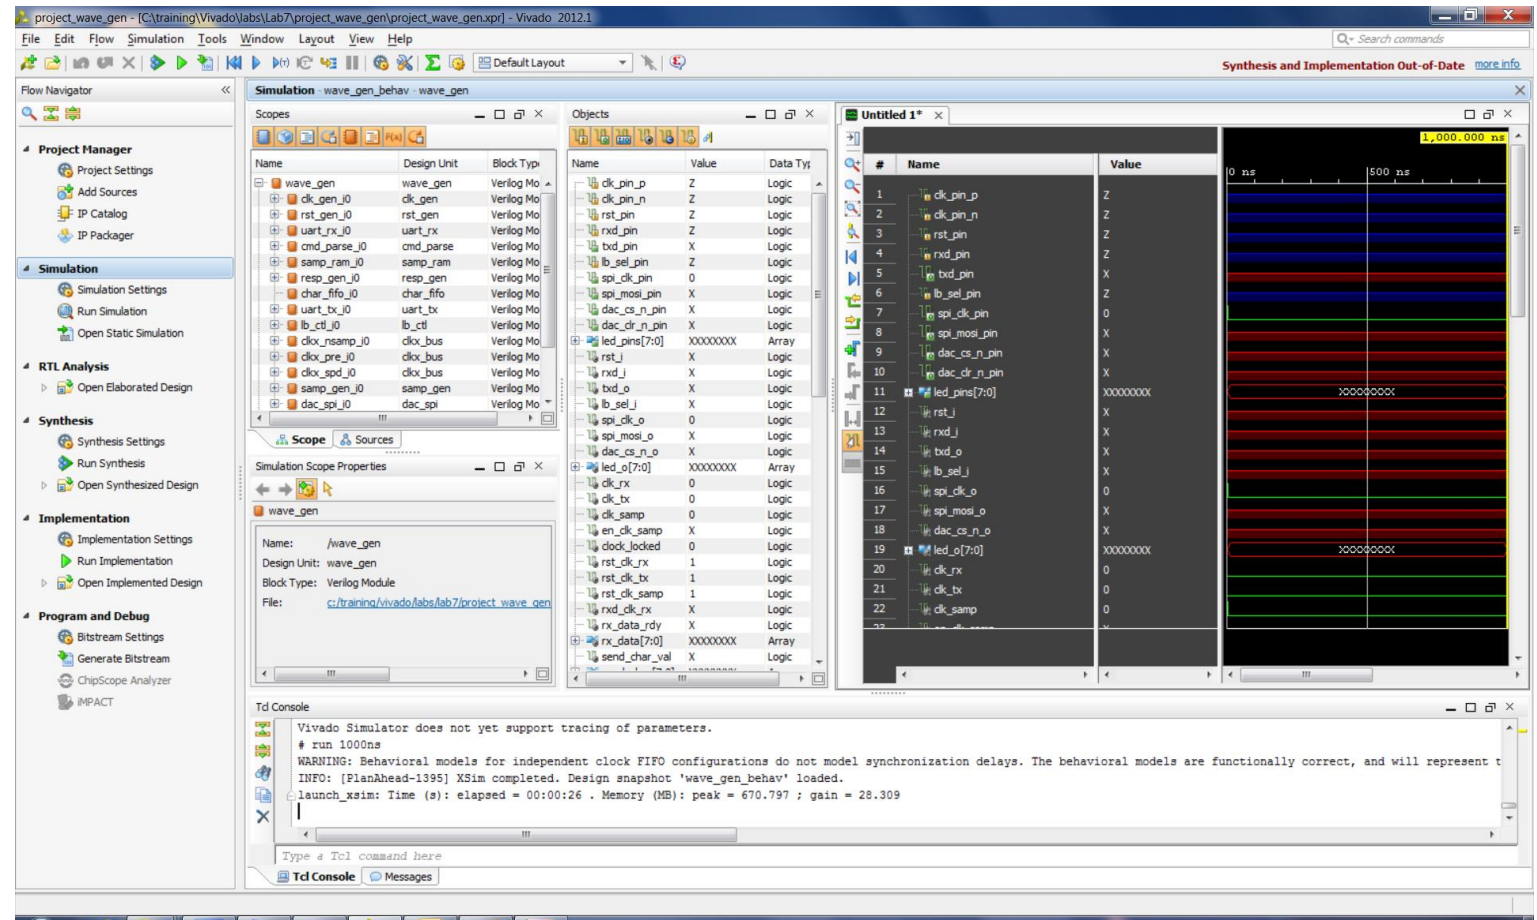 project_wave_gen - [C:\training\Vivado\labs\Lab7\project_wave_gen\project_wave_gen.xpr] - Vivado 2012.1
File Edit Flow Simulation Tools Window Layout View Help
Search commands
Default Layout
Synthesis and Implementation Out-of-Date more info
Flow Navigator
Project Manager
Project Settings
Add Sources
IP Catalog
IP Packager
Simulation
Simulation Settings
Run Simulation
Open Static Simulation
RTL Analysis
Open Elaborated Design
Synthesis
Synthesis Settings
Run Synthesis
Open Synthesized Design
Implementation
Implementation Settings
Run Implementation
Open Implemented Design
Program and Debug
Bitstream Settings
Generate Bitstream
ChipScope Analyzer
iMPACT
Simulation - wave_gen_behav - wave_gen
Scopes
Name Design Unit Block Type
wave_gen wave_gen Verilog Mo
clk_gen_i0 clk_gen Verilog Mo
rst_gen_i0 rst_gen Verilog Mo
uart_rx_i0 uart_rx Verilog Mo
cmd_parse_i0 cmd_parse Verilog Mo
samp_ram_i0 samp_ram Verilog Mo
resp_gen_i0 resp_gen Verilog Mo
char_fifo_i0 char_fifo Verilog Mo
uart_tx_i0 uart_tx Verilog Mo
lb_ctl_i0 lb_ctl Verilog Mo
clkx_nsamp_i0 clkx_bus Verilog Mo
clkx_pre_i0 clkx_bus Verilog Mo
clkx_spd_i0 clkx_bus Verilog Mo
samp_gen_i0 samp_gen Verilog Mo
dac_spi_i0 dac_spi Verilog Mo
Scope Sources
Simulation Scope Properties
wave_gen
Name: /wave_gen
Design Unit: wave_gen
Block Type: Verilog Module
File: c:/training/vivado/labs/lab7/project_wave_gen
Objects
Name Value Data Typ
clk_pin_p Z Logic
clk_pin_n Z Logic
rst_pin Z Logic
rxd_pin Z Logic
txd_pin X Logic
lb_sel_pin Z Logic
spi_clk_pin 0 Logic
spi_mosi_pin X Logic
dac_cs_n_pin X Logic
dac_clr_n_pin X Logic
led_pins[7:0] XXXXXXXX Array
rst_i X Logic
rxd_i X Logic
txd_o X Logic
lb_sel_i X Logic
spi_clk_o 0 Logic
spi_mosi_o X Logic
dac_cs_n_o X Logic
led_o[7:0] XXXXXXXX Array
clk_rx 0 Logic
clk_tx 0 Logic
clk_samp 0 Logic
en_clk_samp X Logic
clock_locked 0 Logic
rst_clk_rx 1 Logic
rst_clk_tx 1 Logic
rst_clk_samp 1 Logic
rxd_clk_rx X Logic
rx_data_rdy X Logic
rx_data[7:0] XXXXXXXX Array
send_char_val X Logic
Untitled 1*
1,000.000 ns
# Name Value
0 ns 500 ns
1 clk_pin_p Z
2 clk_pin_n Z
3 rst_pin Z
4 rxd_pin Z
5 txd_pin X
6 lb_sel_pin Z
7 spi_clk_pin 0
8 spi_mosi_pin X
9 dac_cs_n_pin X
10 dac_clr_n_pin X
11 led_pins[7:0] XXXXXXXX XXXXXXXX
12 rst_i X
13 rxd_i X
14 txd_o X
15 lb_sel_i X
16 spi_clk_o 0
17 spi_mosi_o X
18 dac_cs_n_o X
19 led_o[7:0] XXXXXXXX XXXXXXXX
20 clk_rx 0
21 clk_tx 0
22 clk_samp 0
Tcl Console
Vivado Simulator does not yet support tracing of parameters.
# run 1000ns
WARNING: Behavioral models for independent clock FIFO configurations do not model synchronization delays. The behavioral models are functionally correct, and will represent t
INFO: [PlanAhead-1395] XSim completed. Design snapshot 'wave_gen_behav' loaded.
launch_xsim: Time (s): elapsed = 00:00:26 . Memory (MB): peak = 670.797 ; gain = 28.309
Type a Tcl command here
Tcl Console Messages